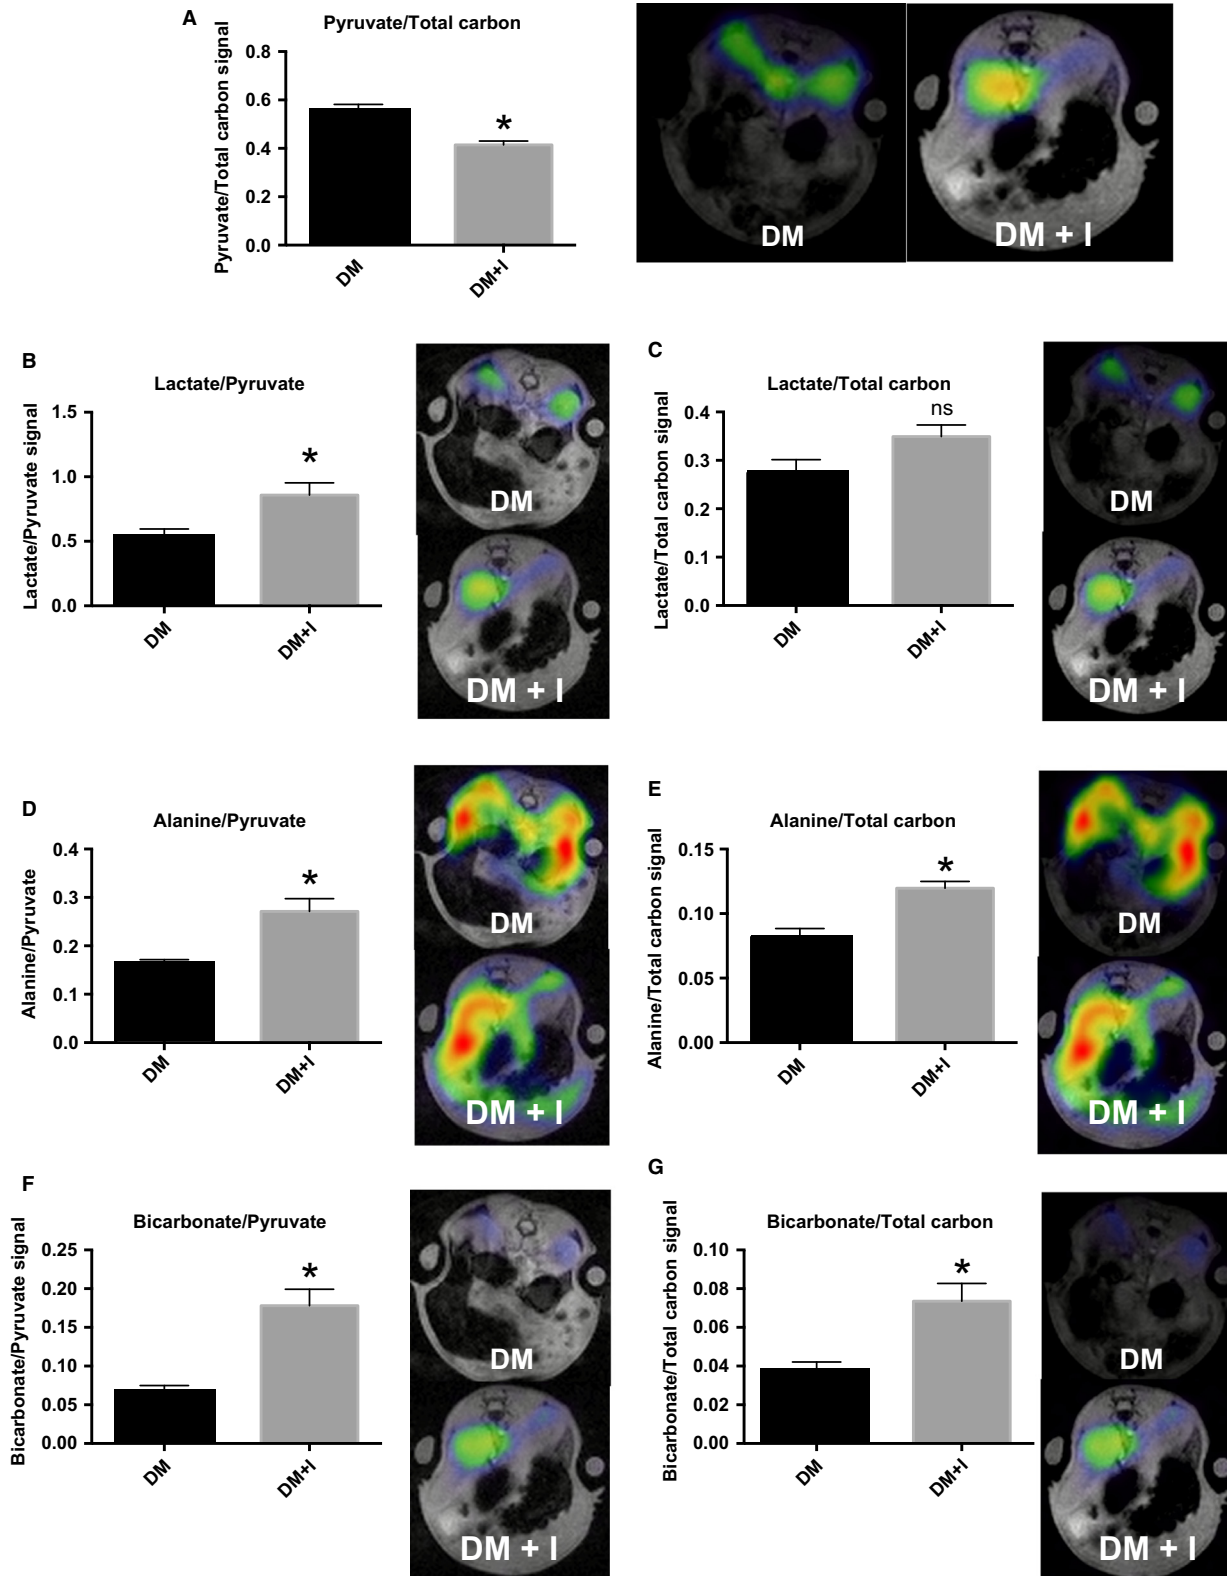 A
Pyruvate/Total carbon
Pyruvate/Total carbon signal
0.8
0.6
0.4
0.2
0.0
*
DM
DM+I
DM
DM + I
B
Lactate/Pyruvate
Lactate/Pyruvate signal
1.5
1.0
0.5
0.0
*
DM
DM+I
DM
DM + I
C
Lactate/Total carbon
Lactate/Total carbon signal
0.4
0.3
0.2
0.1
0.0
ns
DM
DM+I
DM
DM + I
D
Alanine/Pyruvate
Alanine/Pyruvate
0.4
0.3
0.2
0.1
0.0
*
DM
DM+I
DM
DM + I
E
Alanine/Total carbon
Alanine/Total carbon signal
0.15
0.10
0.05
0.00
*
DM
DM+I
DM
DM + I
F
Bicarbonate/Pyruvate
Bicarbonate/Pyruvate signal
0.25
0.20
0.15
0.10
0.05
0.00
*
DM
DM+I
DM
DM + I
G
Bicarbonate/Total carbon
Bicarbonate/Total carbon signal
0.10
0.08
0.06
0.04
0.02
0.00
*
DM
DM+I
DM
DM + I